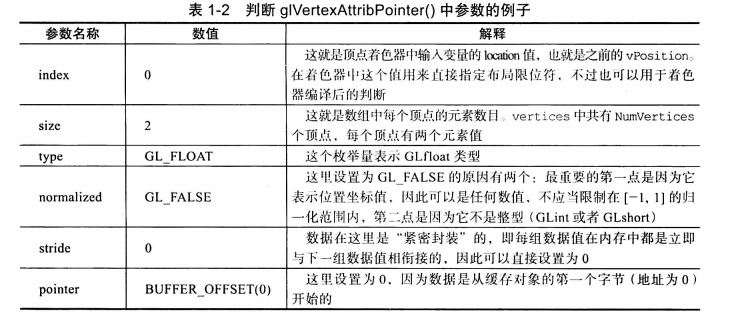 表 1-2 判断 glVertexAttribPointer() 中参数的例子
参数名称 数值 解释
index 0 这就是顶点着色器中输入变量的 location 值，也就是之前的 vPosition。
在着色器中这个值用来直接指定布局限位符，不过也可以用于着色
器编译后的判断
size 2 这就是数组中每个顶点的元素数目。vertices 中共有 NumVertices
个顶点，每个顶点有两个元素值
type GL_FLOAT 这个枚举量表示 GLfloat 类型
normalized GL_FALSE 这里设置为 GL_FALSE 的原因有两个：最重要的第一点是因为它
表示位置坐标值，因此可以是任何数值，不应当限制在 [−1, 1] 的归
一化范围内，第二点是因为它不是整型（GLint 或者 GLshort）
stride 0 数据在这里是“紧密封装”的，即每组数据值在内存中都是立即
与下一组数据值相衔接的，因此可以直接设置为 0
pointer BUFFER_OFFSET(0) 这里设置为 0，因为数据是从缓存对象的第一个字节（地址为 0）
开始的